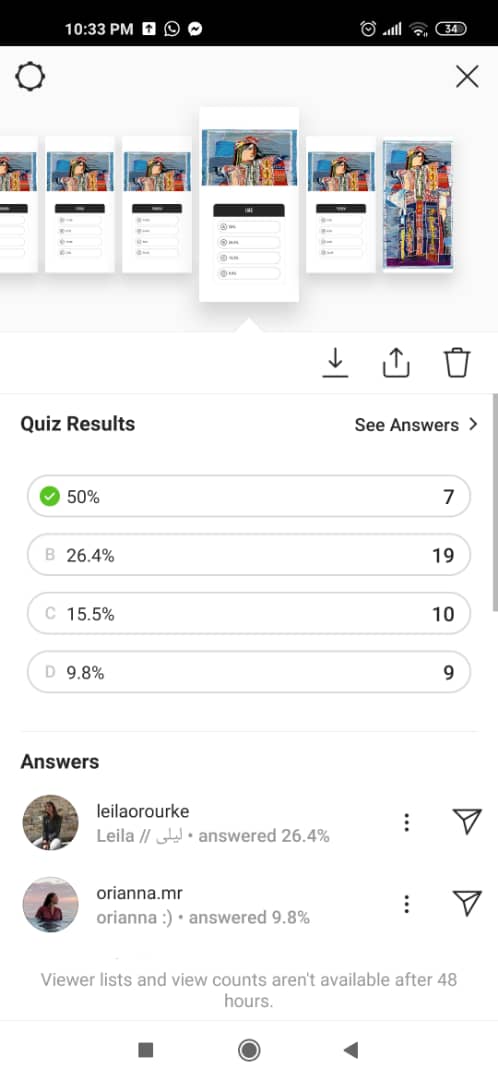 10:33 PM
34
Quiz Results
See Answers
50% 7
B 26.4% 19
C 15.5% 10
D 9.8% 9
Answers
leilaorourke
Leila // ليلى • answered 26.4%
orianna.mr
orianna :) • answered 9.8%
Viewer lists and view counts aren't available after 48
hours.